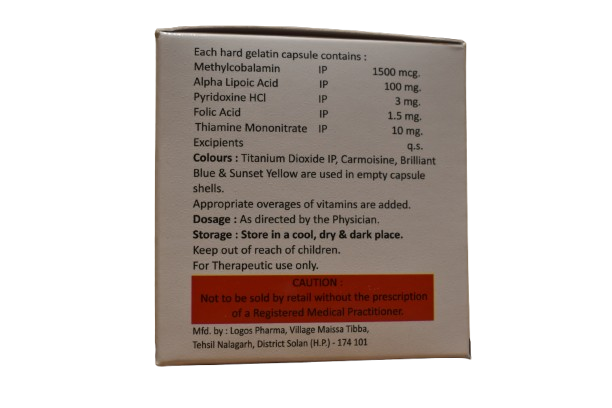 Each hard gelatin capsule contains :
Methylcobalamin IP 1500 mcg.
Alpha Lipoic Acid IP 100 mg.
Pyridoxine HCl IP 3 mg.
Folic Acid IP 1.5 mg.
Thiamine Mononitrate IP 10 mg.
Excipients q.s.
Colours : Titanium Dioxide IP, Carmoisine, Brilliant
Blue & Sunset Yellow are used in empty capsule
shells.
Appropriate overages of vitamins are added.
Dosage : As directed by the Physician.
Storage : Store in a cool, dry & dark place.
Keep out of reach of children.
For Therapeutic use only.
CAUTION :
Not to be sold by retail without the prescription
of a Registered Medical Practitioner.
Mfd. by : Logos Pharma, Village Maissa Tibba,
Tehsil Nalagarh, District Solan (H.P.) - 174 101